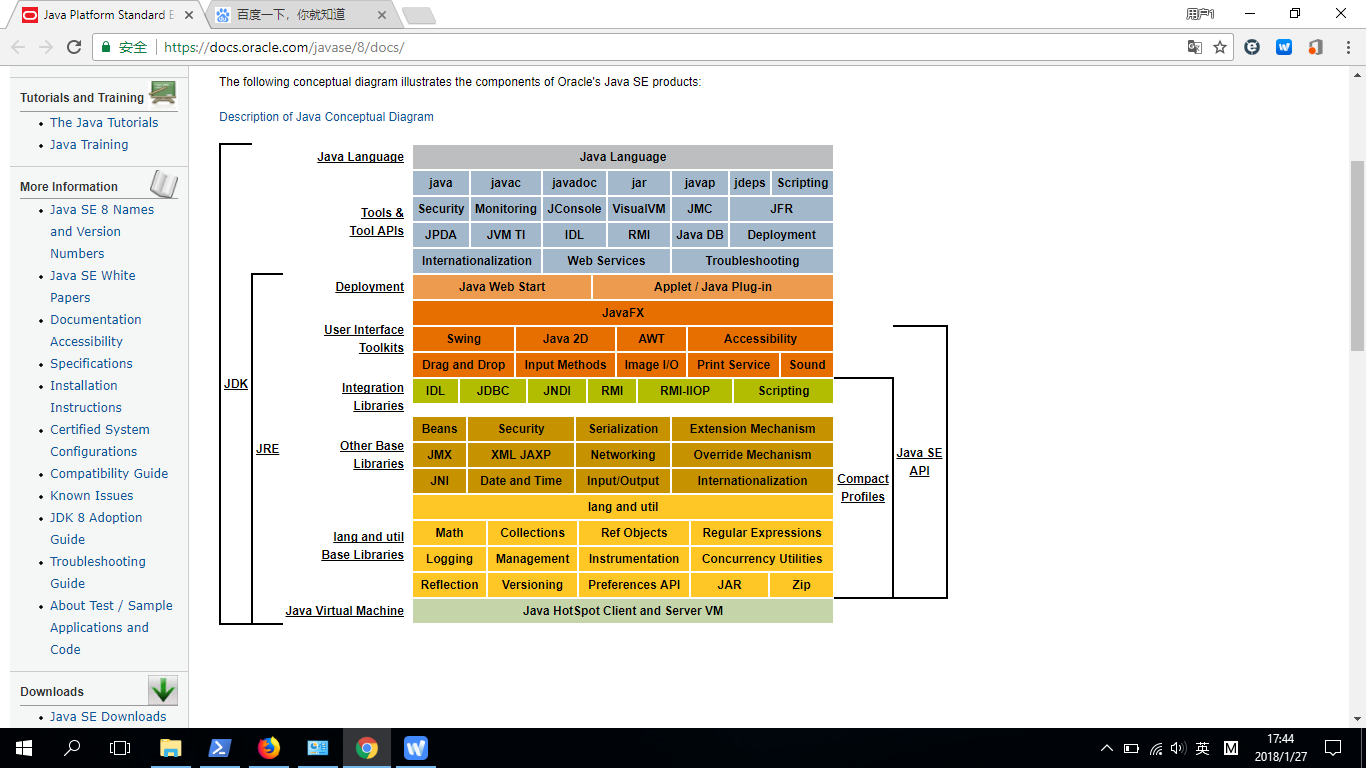 Java Platform Standard E
百度一下，你就知道
用户1
安全
https://docs.oracle.com/javase/8/docs/
Tutorials and Training
The Java Tutorials
Java Training
More Information
Java SE 8 Names
and Version
Numbers
Java SE White
Papers
Documentation
Accessibility
Specifications
Installation
Instructions
Certified System
Configurations
Compatibility Guide
Known Issues
JDK 8 Adoption
Guide
Troubleshooting
Guide
About Test / Sample
Applications and
Code
Downloads
Java SE Downloads
The following conceptual diagram illustrates the components of Oracle's Java SE products:
Description of Java Conceptual Diagram
JDK
JRE
Java Language
Java Language
Tools &
Tool APIs
java javac javadoc jar javap jdeps Scripting
Security Monitoring JConsole VisualVM JMC JFR
JPDA JVM TI IDL RMI Java DB Deployment
Internationalization Web Services Troubleshooting
Deployment
Java Web Start Applet / Java Plug-in
User Interface
Toolkits
JavaFX
Swing Java 2D AWT Accessibility
Drag and Drop Input Methods Image I/O Print Service Sound
Integration
Libraries
IDL JDBC JNDI RMI RMI-IIOP Scripting
Other Base
Libraries
Beans Security Serialization Extension Mechanism
JMX XML JAXP Networking Override Mechanism
JNI Date and Time Input/Output Internationalization
lang and util
Base Libraries
lang and util
Math Collections Ref Objects Regular Expressions
Logging Management Instrumentation Concurrency Utilities
Reflection Versioning Preferences API JAR Zip
Java Virtual Machine
Java HotSpot Client and Server VM
Compact
Profiles
Java SE
API
英
M
17:44
2018/1/27